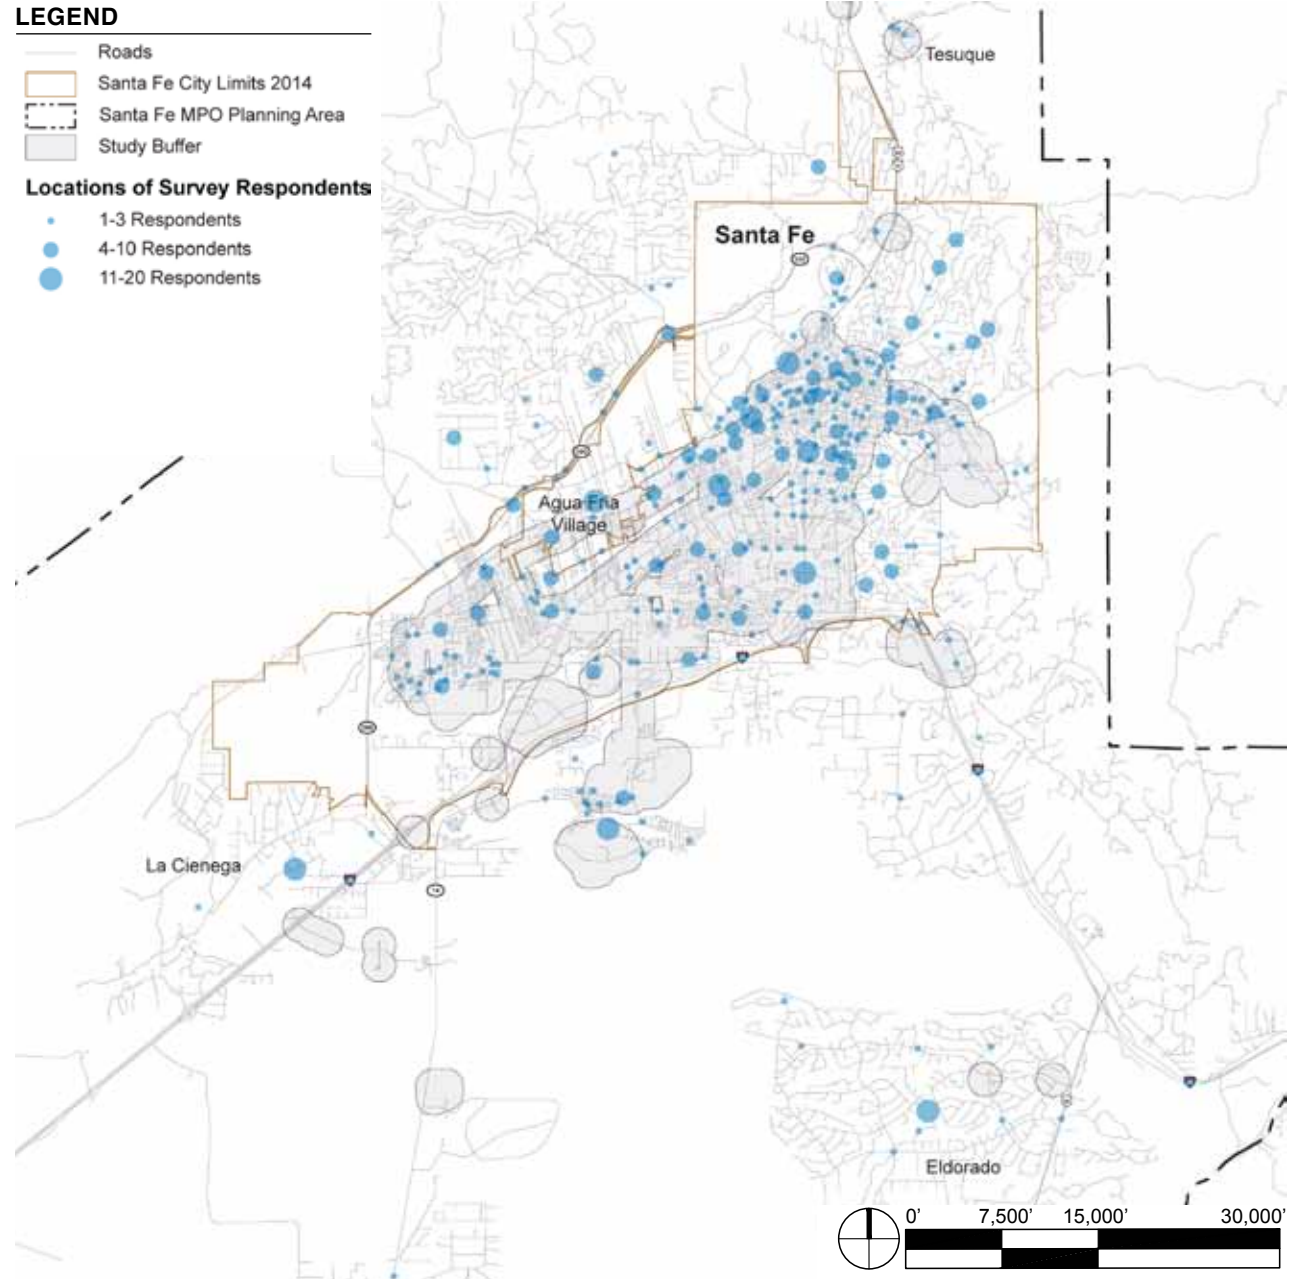 LEGEND
Roads
Santa Fe City Limits 2014
Santa Fe MPO Planning Area
Study Buffer
Locations of Survey Respondents
1-3 Respondents
4-10 Respondents
11-20 Respondents
Tesuque
Santa Fe
Agua Fria
Village
La Cienega
Eldorado
0' 7,500' 15,000' 30,000'